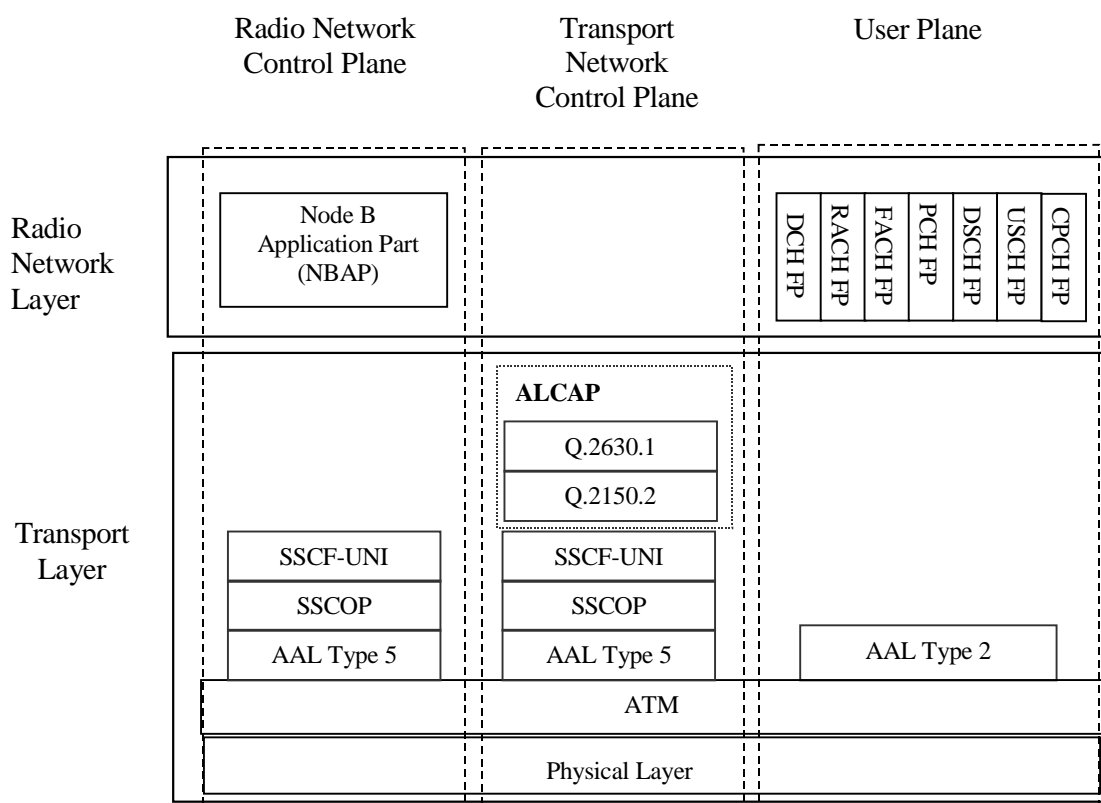 Radio Network
Control Plane
Transport
Network
Control Plane
User Plane
Radio
Network
Layer
Node B
Application Part
(NBAP)
DCH FP
RACH FP
FACH FP
PCH FP
DSCH FP
USCH FP
CPCH FP
Transport
Layer
ALCAP
Q.2630.1
Q.2150.2
SSCF-UNI
SSCF-UNI
SSCOP
SSCOP
AAL Type 5
AAL Type 5
AAL Type 2
ATM
Physical Layer